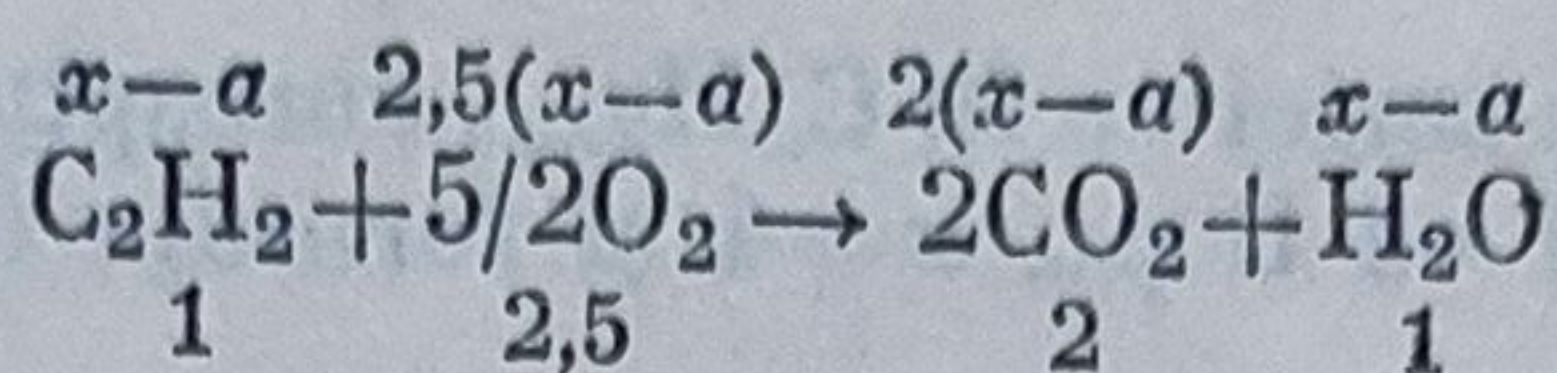 x—a 2,5(x—a) 2(x—a) x—a
C₂H₂+5/2O₂→2CO₂+H₂O
1 2,5 2 1